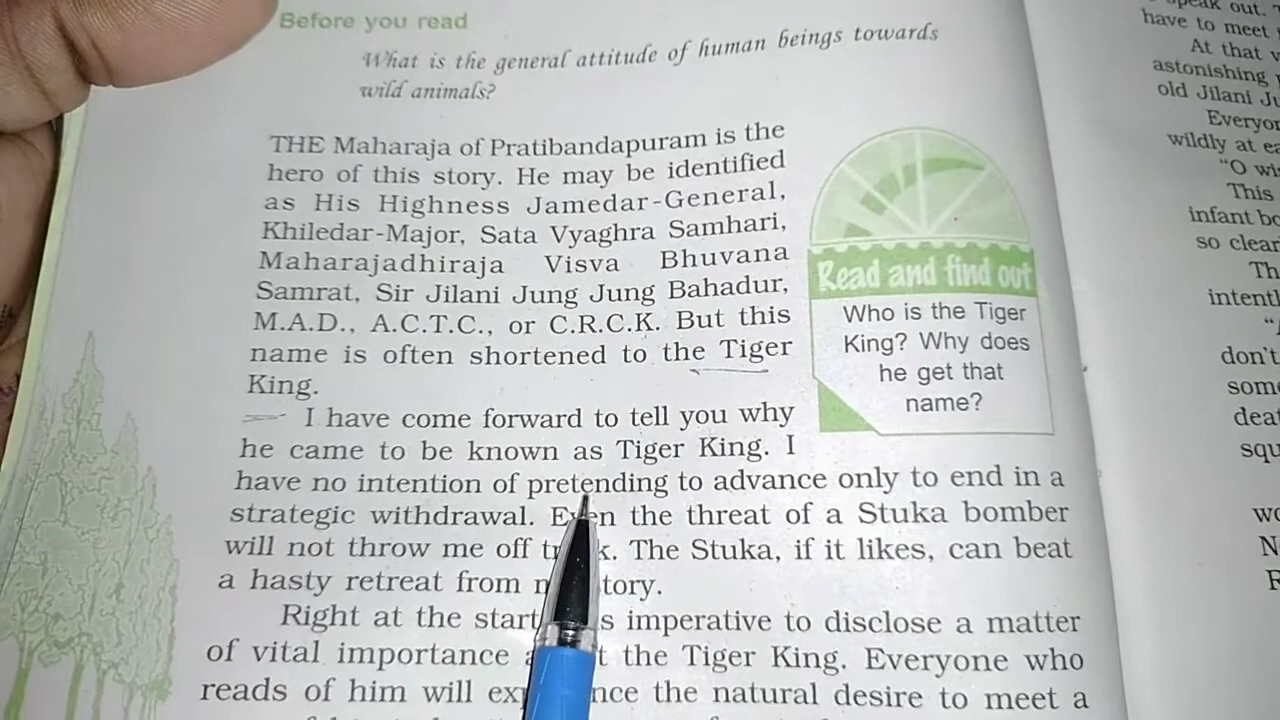 Before you read
What is the general attitude of human beings towards
wild animals?
THE Maharaja of Pratibandapuram is the
hero of this story. He may be identified
as His Highness Jamedar-General,
Khiledar-Major, Sata Vyaghra Samhari,
Maharajadhiraja Visva Bhuvana
Samrat, Sir Jilani Jung Jung Bahadur,
M.A.D., A.C.T.C., or C.R.C.K. But this
name is often shortened to the Tiger
King.
I have come forward to tell you why
he came to be known as Tiger King. I
have no intention of pretending to advance only to end in a
strategic withdrawal. Even the threat of a Stuka bomber
will not throw me off. The Stuka, if it likes, can beat
a hasty retreat from
Right at the start imperative to disclose a matter
of vital importance the Tiger King. Everyone who
reads of him will the natural desire to meet a
Read and find out
Who is the Tiger
King? Why does
he get that
name?
speak out.
have to meet
At that
astonishing
old Jilani
wildly at
"O
This
infant
so
don't